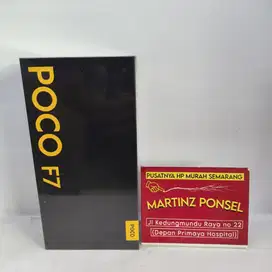 POCO F7
POCO
PUSATNYA HP MURAH SEMARANG
MARTINZ PONSEL
Jl Kedungmundu Raya no 22
(Depan Primaya Hospital)